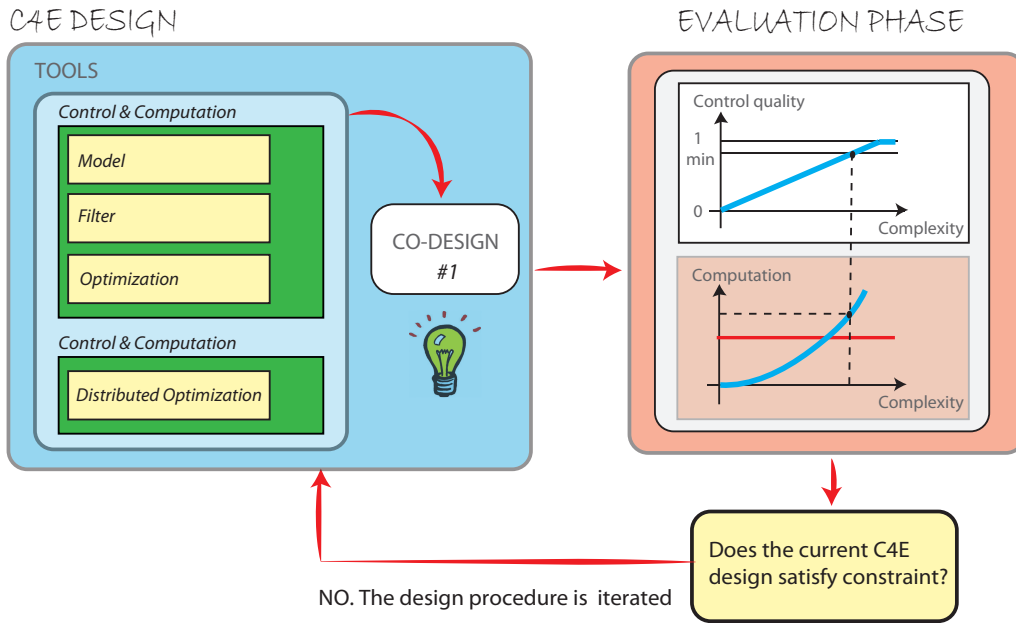 C4E DESIGN
TOOLS
Control & Computation
Model
Filter
Optimization
Control & Computation
Distributed Optimization
CO-DESIGN
#1
EVALUATION PHASE
Control quality
1
min
0
Complexity
Computation
Complexity
Does the current C4E
design satisfy constraint?
NO. The design procedure is iterated